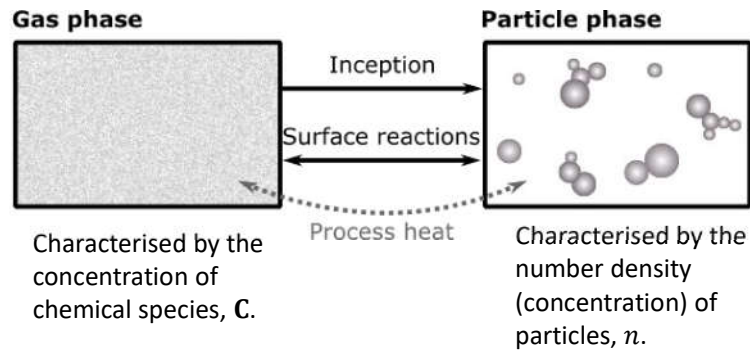 Gas phase
Particle phase
Inception
Surface reactions
Process heat
Characterised by the
concentration of
chemical species, C.
Characterised by the
number density
(concentration) of
particles, n.